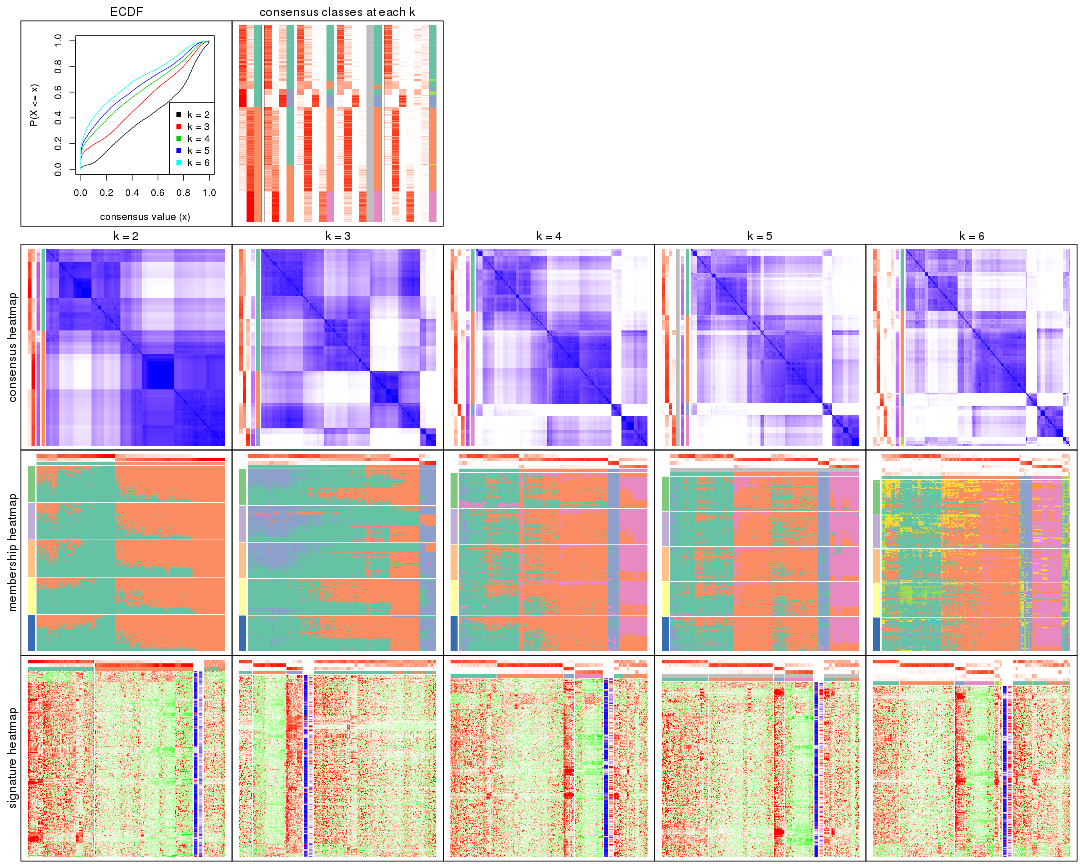 ECDF
consensus classes at each k
P(X <= x)
0.0 0.2 0.4 0.6 0.8 1.0
k = 2
k = 3
k = 4
k = 5
k = 6
0.0 0.2 0.4 0.6 0.8 1.0
consensus value (x)
k = 2
k = 3
k = 4
k = 5
k = 6
consensus heatmap
membership heatmap
signature heatmap